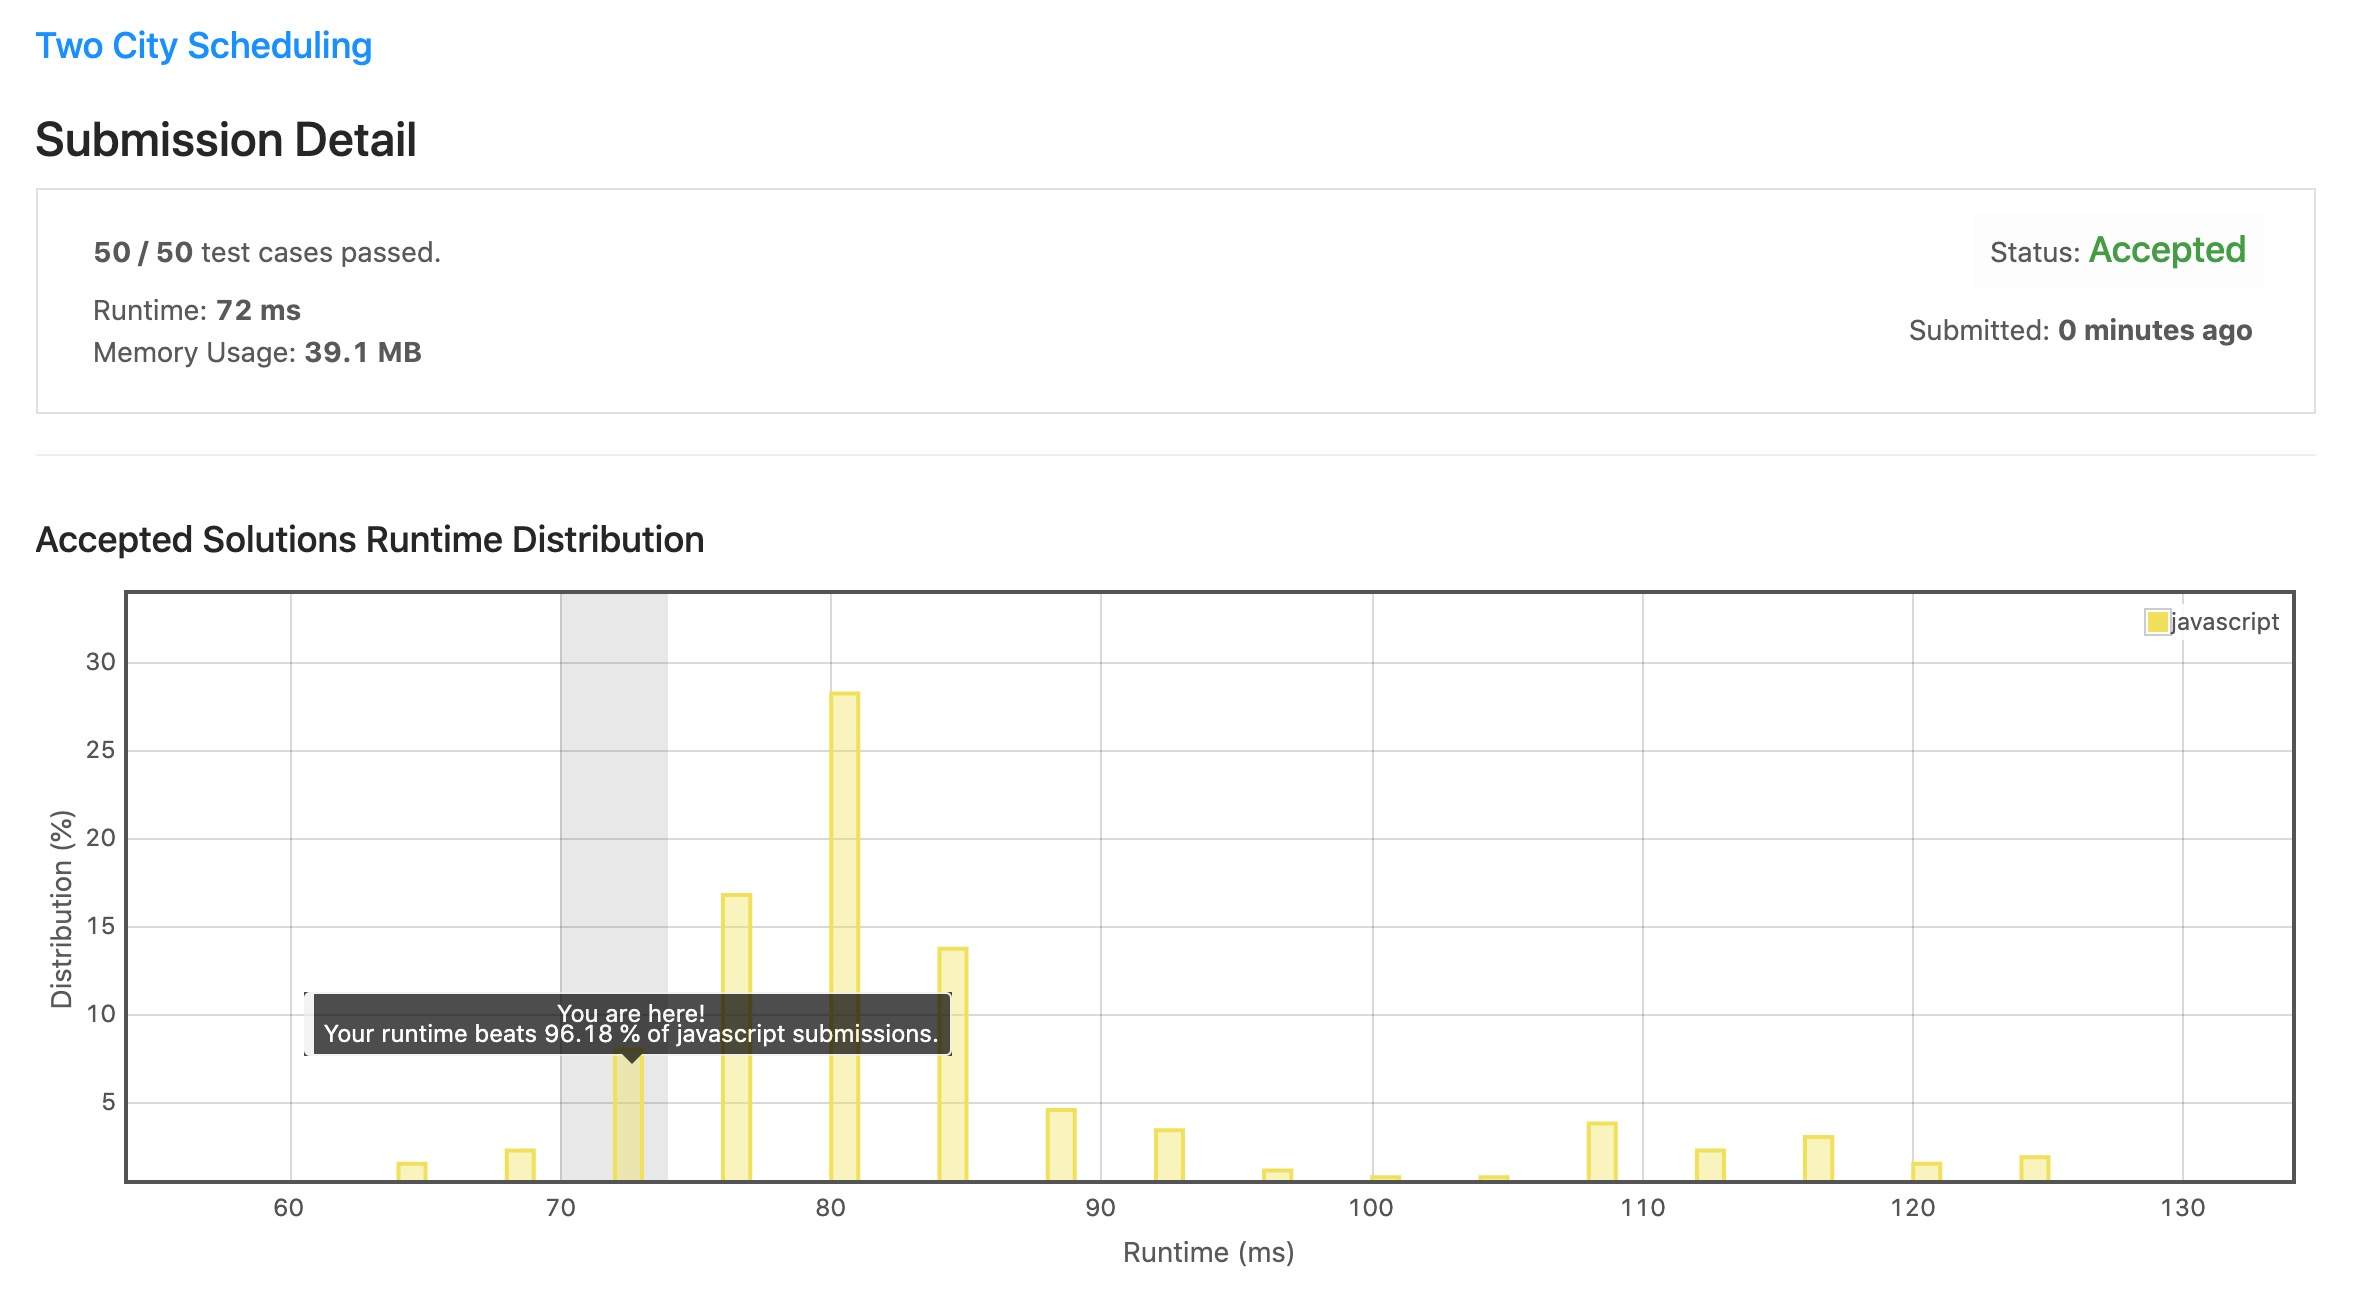 Two City Scheduling
Submission Detail
50 / 50 test cases passed.
Status: Accepted
Runtime: 72 ms
Submitted: 0 minutes ago
Memory Usage: 39.1 MB
Accepted Solutions Runtime Distribution
javascript
30
25
20
15
10
5
Distribution (%)
You are here!
Your runtime beats 96.18 % of javascript submissions.
60 70 80 90 100 110 120 130
Runtime (ms)